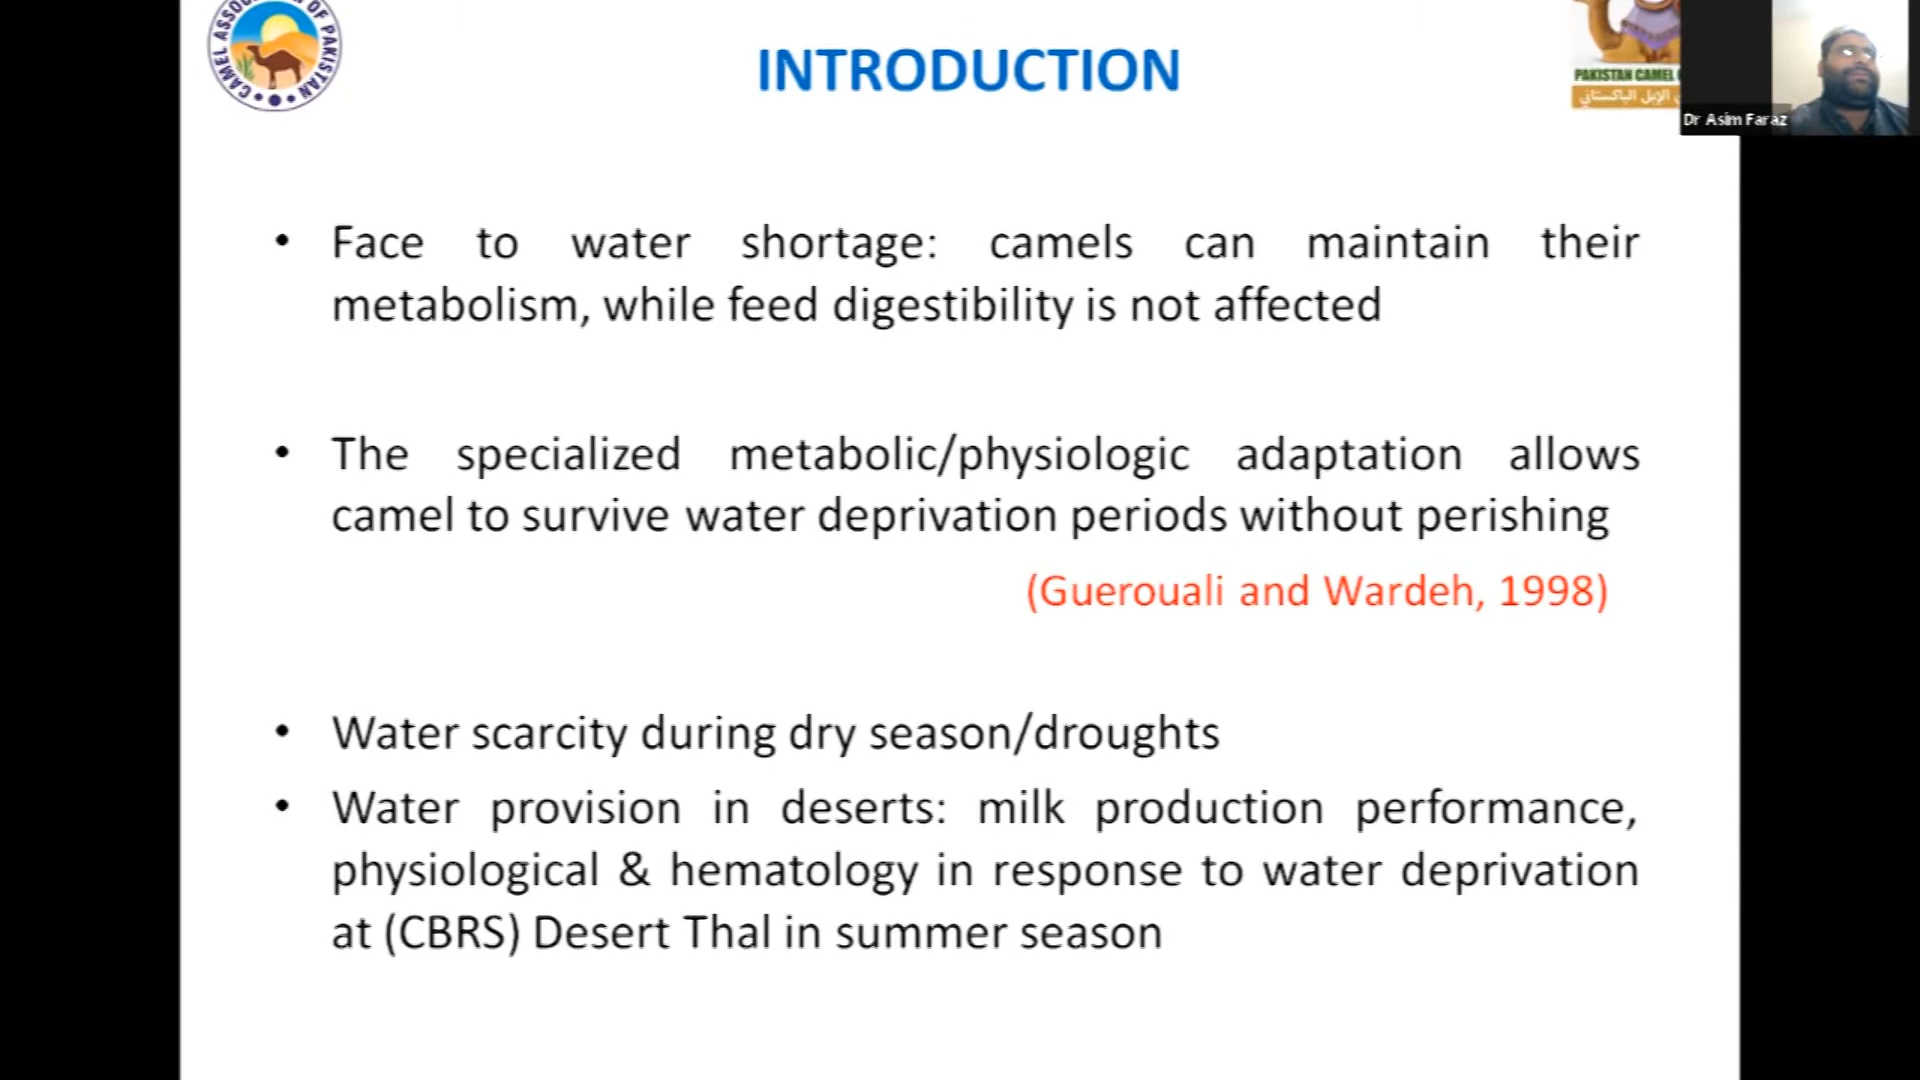 CAMEL ASSOC OF PAKISTAN
INTRODUCTION
PAKISTAN CAMEL
الإبل الباكستاني
Dr Asim Faraz
• Face to water shortage: camels can maintain their
metabolism, while feed digestibility is not affected
• The specialized metabolic/physiologic adaptation allows
camel to survive water deprivation periods without perishing
(Guerouali and Wardeh, 1998)
• Water scarcity during dry season/droughts
• Water provision in deserts: milk production performance,
physiological & hematology in response to water deprivation
at (CBRS) Desert Thal in summer season